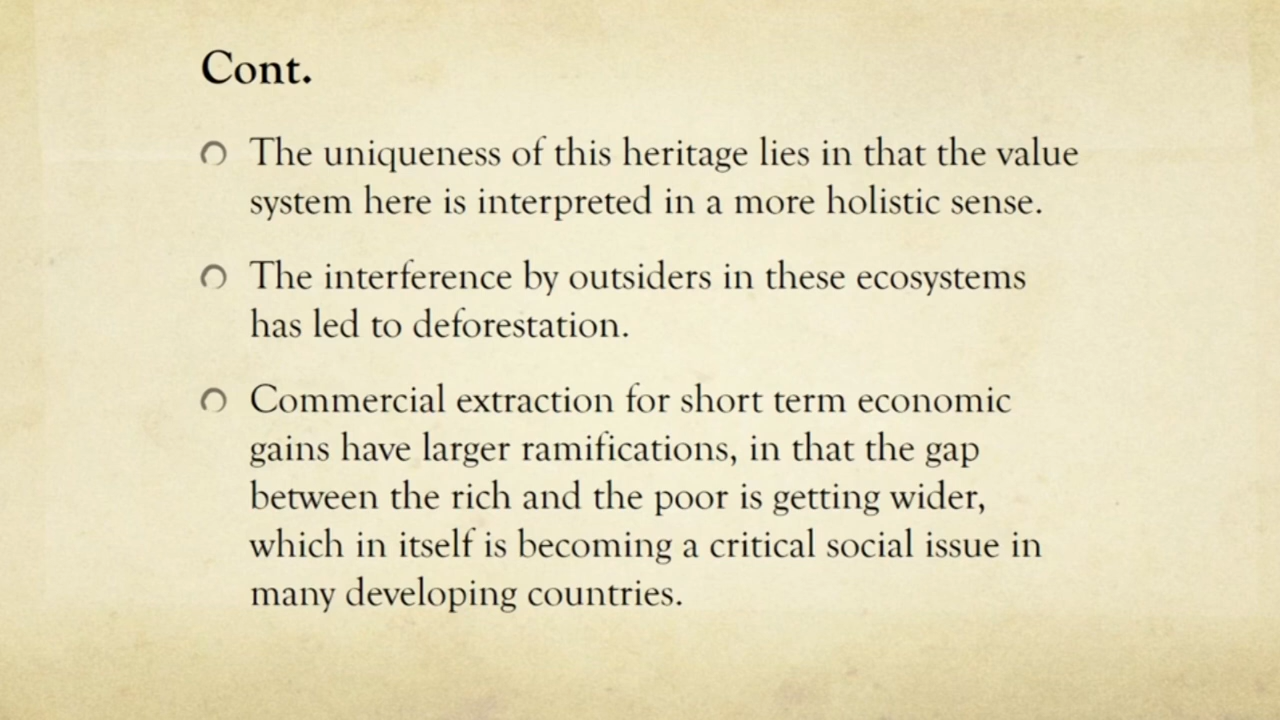 Cont.
The uniqueness of this heritage lies in that the value
system here is interpreted in a more holistic sense.
The interference by outsiders in these ecosystems
has led to deforestation.
Commercial extraction for short term economic
gains have larger ramifications, in that the gap
between the rich and the poor is getting wider,
which in itself is becoming a critical social issue in
many developing countries.